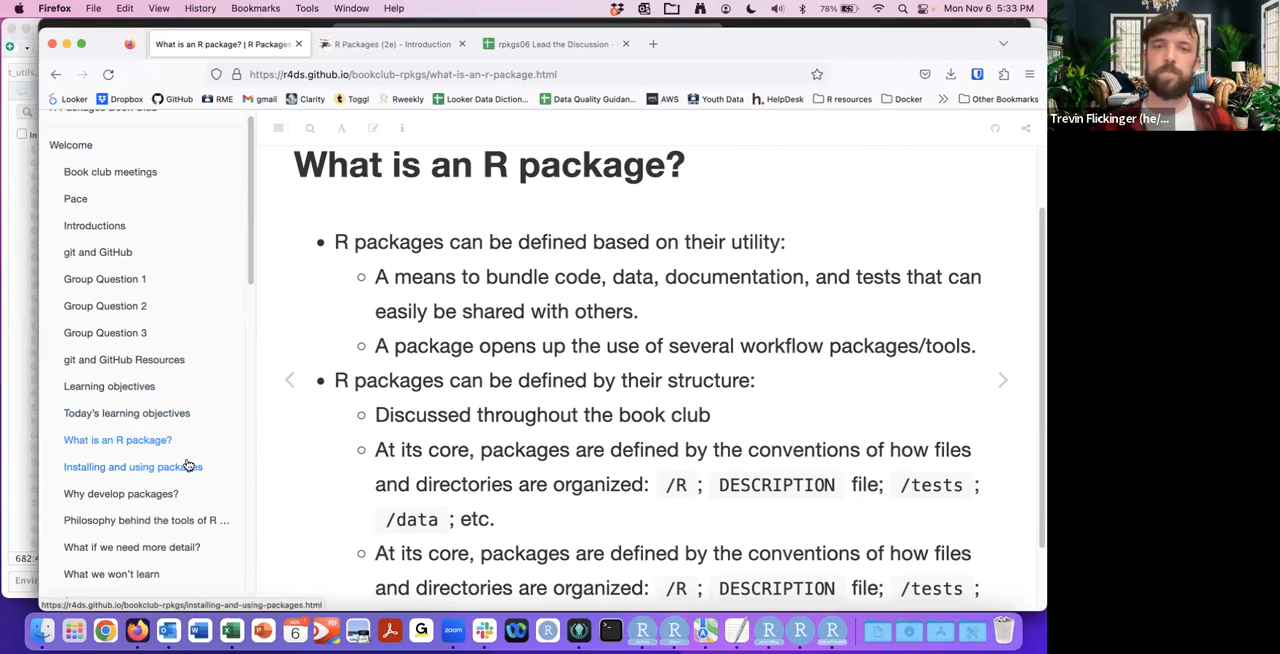 Firefox File Edit View History Bookmarks Tools Window Help 78% Mon Nov 6 5:33 PM
What is an R package? | R Packages R Packages (2e) - Introduction rpkgs06 Lead the Discussion -
https://r4ds.github.io/bookclub-rpkgs/what-is-an-r-package.html
Looker Dropbox GitHub RME gmail Clarity Toggl Rweekly Looker Data Diction... Data Quality Guidan... AWS Youth Data HelpDesk R resources Docker Other Bookmarks
Trevin Flickinger (he/...
Welcome
Book club meetings
Pace
Introductions
git and GitHub
Group Question 1
Group Question 2
Group Question 3
git and GitHub Resources
Learning objectives
Today's learning objectives
What is an R package?
Installing and using packages
Why develop packages?
Philosophy behind the tools of R ...
What if we need more detail?
What we won't learn
What is an R package?
• R packages can be defined based on their utility:
◦ A means to bundle code, data, documentation, and tests that can
easily be shared with others.
◦ A package opens up the use of several workflow packages/tools.
• R packages can be defined by their structure:
◦ Discussed throughout the book club
◦ At its core, packages are defined by the conventions of how files
and directories are organized: /R ; DESCRIPTION file; /tests ;
/data ; etc.
◦ At its core, packages are defined by the conventions of how files
and directories are organized: /R ; DESCRIPTION file; /tests ;
https://r4ds.github.io/bookclub-rpkgs/installing-and-using-packages.html